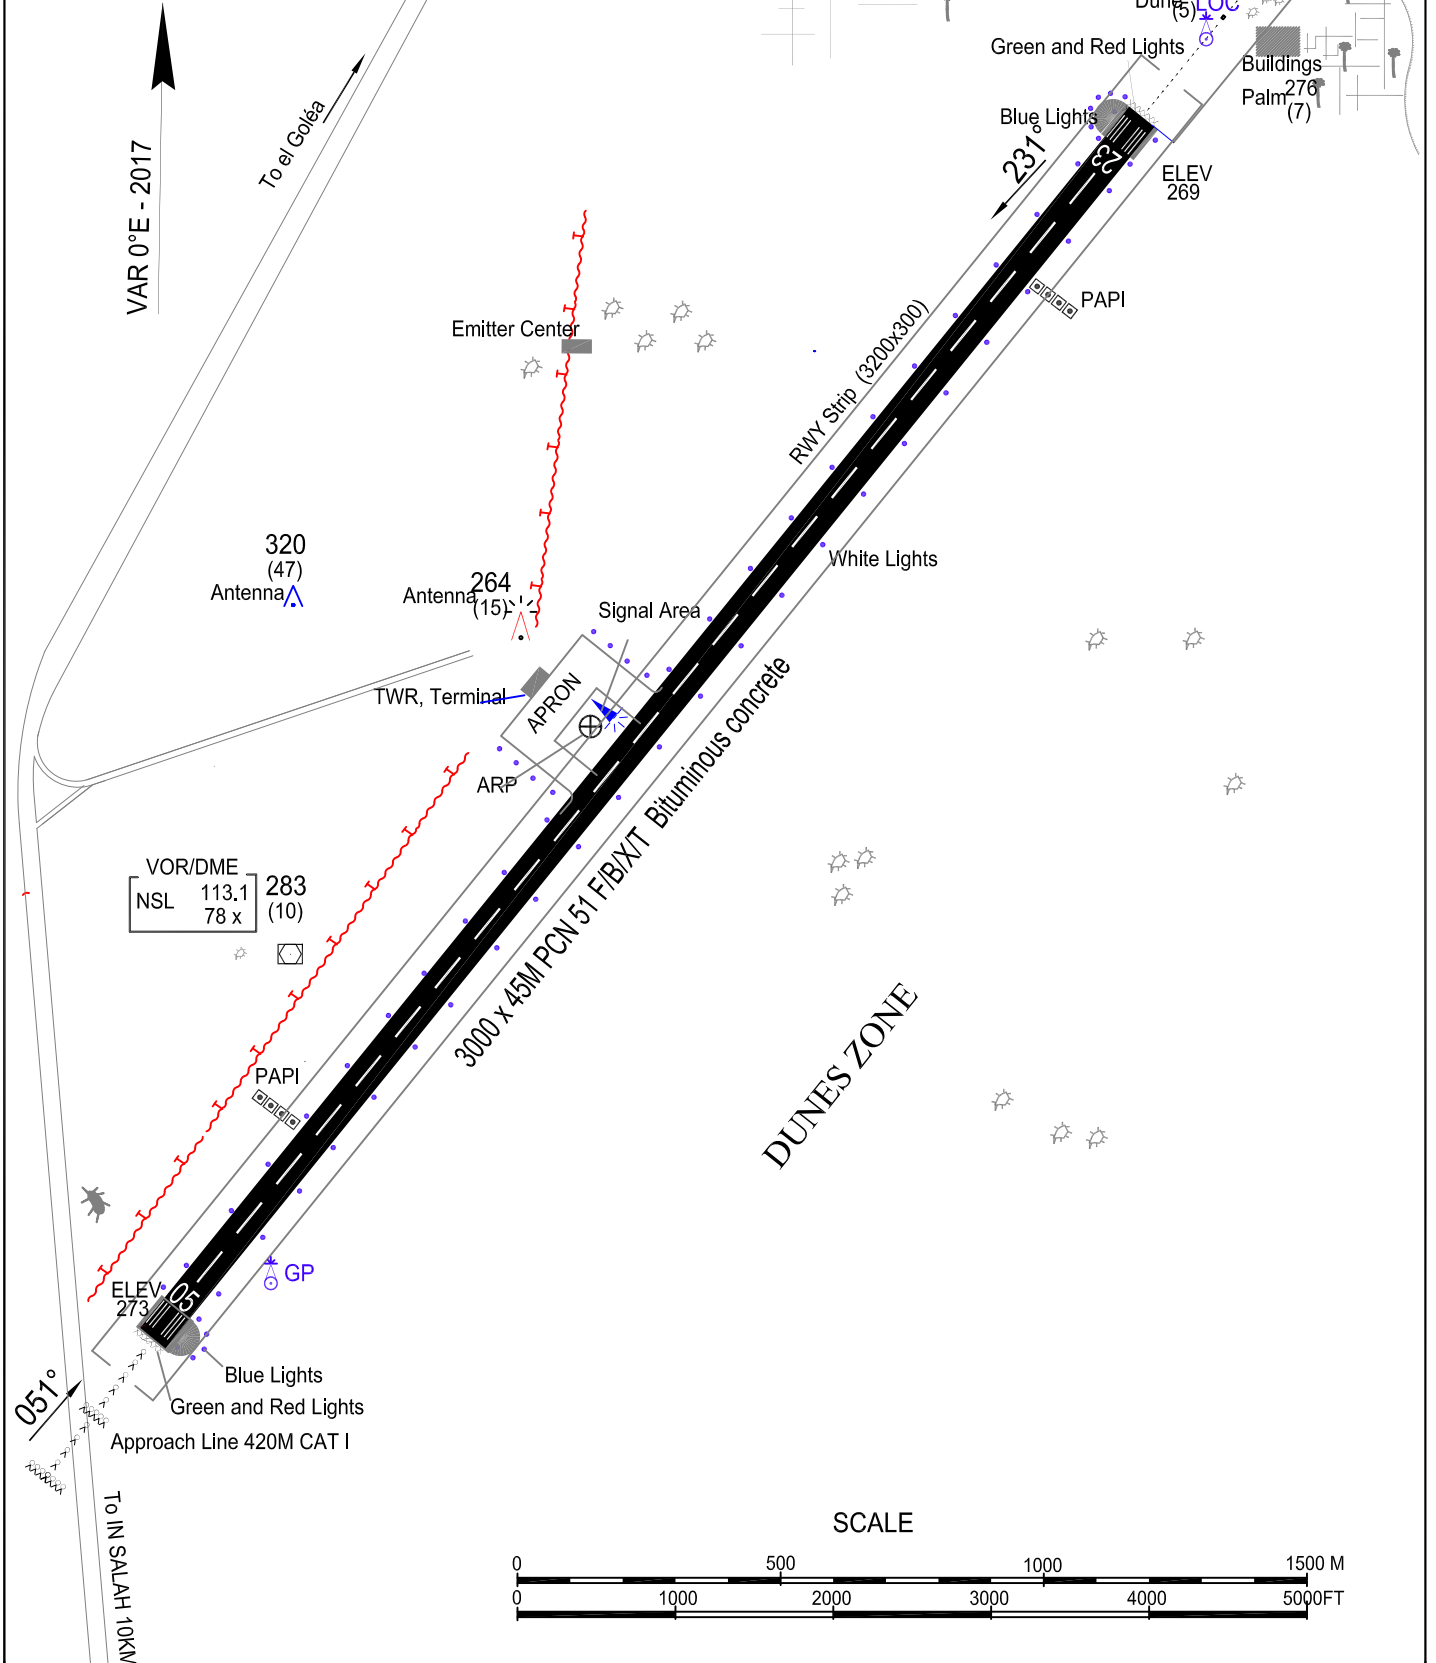 Dune
(5)
LOC
Green and Red Lights
Buildings
276
Palm
(7)
Blue Lights
231°
23
ELEV
269
To el Goléa
VAR 0°E - 2017
PAPI
Emitter Center
RWY Strip (3200x300)
320
(47)
Antenna
264
Antenna
(15)
White Lights
Signal Area
TWR, Terminal
APRON
ARP
3000 x 45M PCN 51 F/B/X/T Bituminous concrete
VOR/DME
NSL 113.1
78 x
283
(10)
DUNES ZONE
PAPI
GP
ELEV
273
05
051°
Blue Lights
Green and Red Lights
Approach Line 420M CAT I
To IN SALAH 10KM
SCALE
0 500 1000 1500 M
0 1000 2000 3000 4000 5000FT